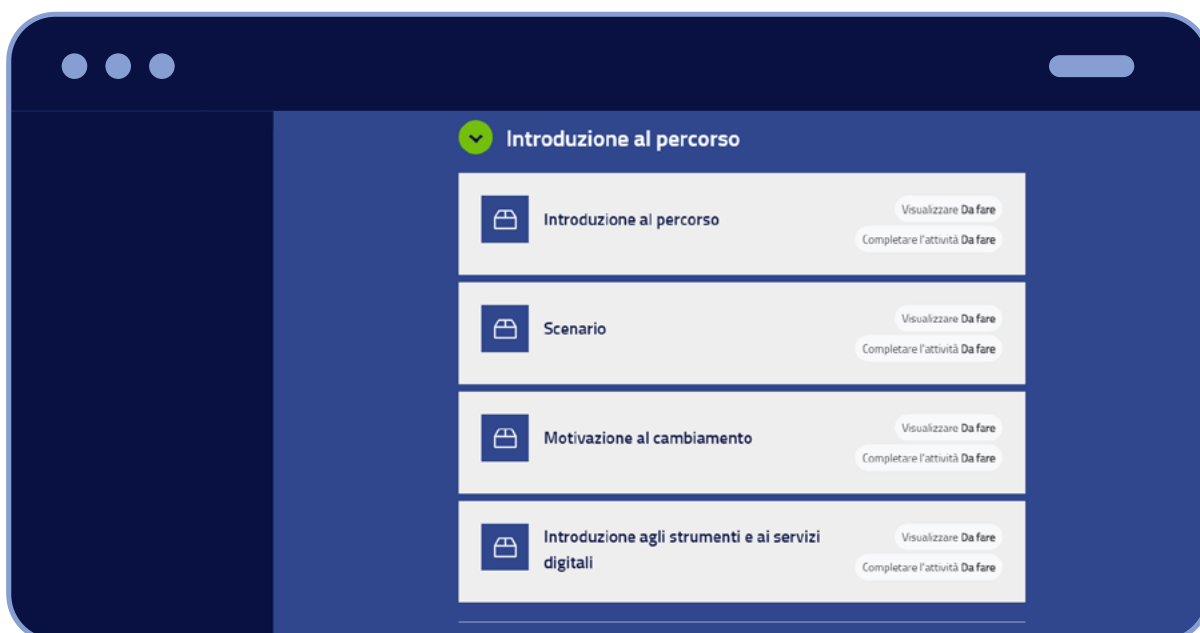 Introduzione al percorso
Introduzione al percorso
Visualizzare Da fare
Completare l'attività Da fare
Scenario
Visualizzare Da fare
Completare l'attività Da fare
Motivazione al cambiamento
Visualizzare Da fare
Completare l'attività Da fare
Introduzione agli strumenti e ai servizi
digitali
Visualizzare Da fare
Completare l'attività Da fare